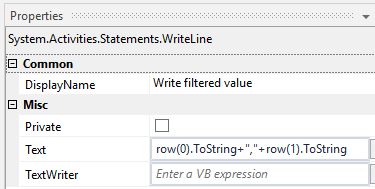 Properties
System.Activities.Statements.WriteLine
Common
DisplayName Write filtered value
Misc
Private
Text row(0).ToString+","+row(1).ToString
TextWriter Enter a VB expression